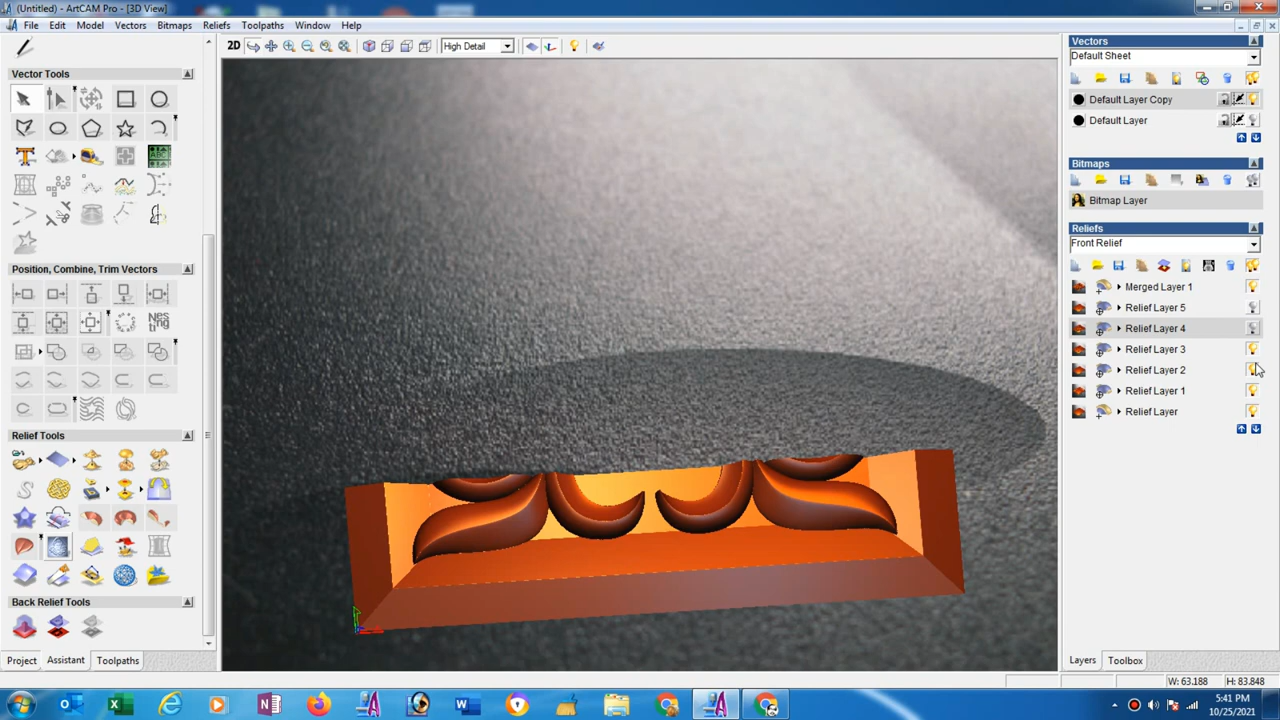 (Untitled) - ArtCAM Pro - [3D View]
File Edit Model Vectors Bitmaps Reliefs Toolpaths Window Help
2D High Detail
Vector Tools
Position, Combine, Trim Vectors
Relief Tools
Back Relief Tools
Project Assistant Toolpaths
Vectors
Default Sheet
Default Layer Copy
Default Layer
Bitmaps
Bitmap Layer
Reliefs
Front Relief
Merged Layer 1
Relief Layer 5
Relief Layer 4
Relief Layer 3
Relief Layer 2
Relief Layer 1
Relief Layer
Layers Toolbox
W: 63.188 H: 83.848
5:41 PM
10/25/2021